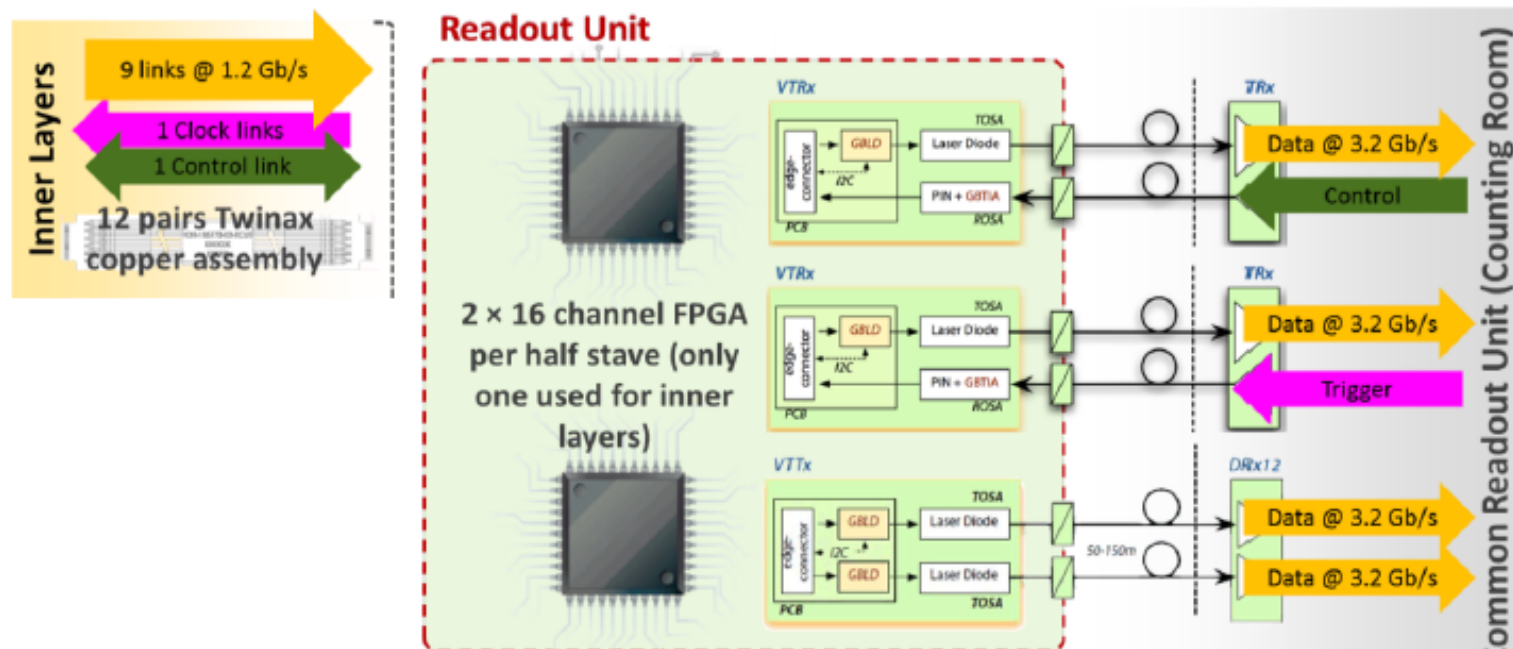 Readout Unit
Inner Layers
9 links @ 1.2 Gb/s
1 Clock links
1 Control link
12 pairs Twinax
copper assembly
2 × 16 channel FPGA
per half stave (only
one used for inner
layers)
VTRx
TOSA
edge-
connector
GBLD
Laser Diode
I2C
PIN + GBTIA
PCB
ROSA
VTRx
TOSA
edge-
connector
GBLD
Laser Diode
I2C
PIN + GBTIA
PCB
ROSA
VTTx
TOSA
edge-
connector
GBLD
Laser Diode
I2C
GBLD
Laser Diode
PCB
TOSA
50-150m
Data @ 3.2 Gb/s
Control
Data @ 3.2 Gb/s
Trigger
Data @ 3.2 Gb/s
Data @ 3.2 Gb/s
ommon Readout Unit (Counting Room)